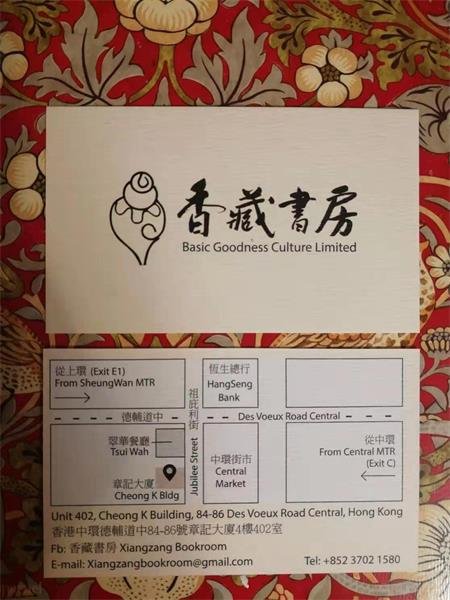 香藏書房
Basic Goodness Culture Limited
從上環 (Exit E1)
From SheungWan MTR
祖庇利街
Jubilee Street
恆生總行
HangSeng
Bank
德輔道中
Des Voeux Road Central
翠華餐廳
Tsui Wah
章記大廈
Cheong K Bldg
中環街市
Central
Market
從中環
From Central MTR
(Exit C)
Unit 402, Cheong K Building, 84-86 Des Voeux Road Central, Hong Kong
香港中環德輔道中84-86號章記大廈4樓402室
Fb: 香藏書房 Xiangzang Bookroom
E-mail: Xiangzangbookroom@gmail.com
Tel: +852 3702 1580